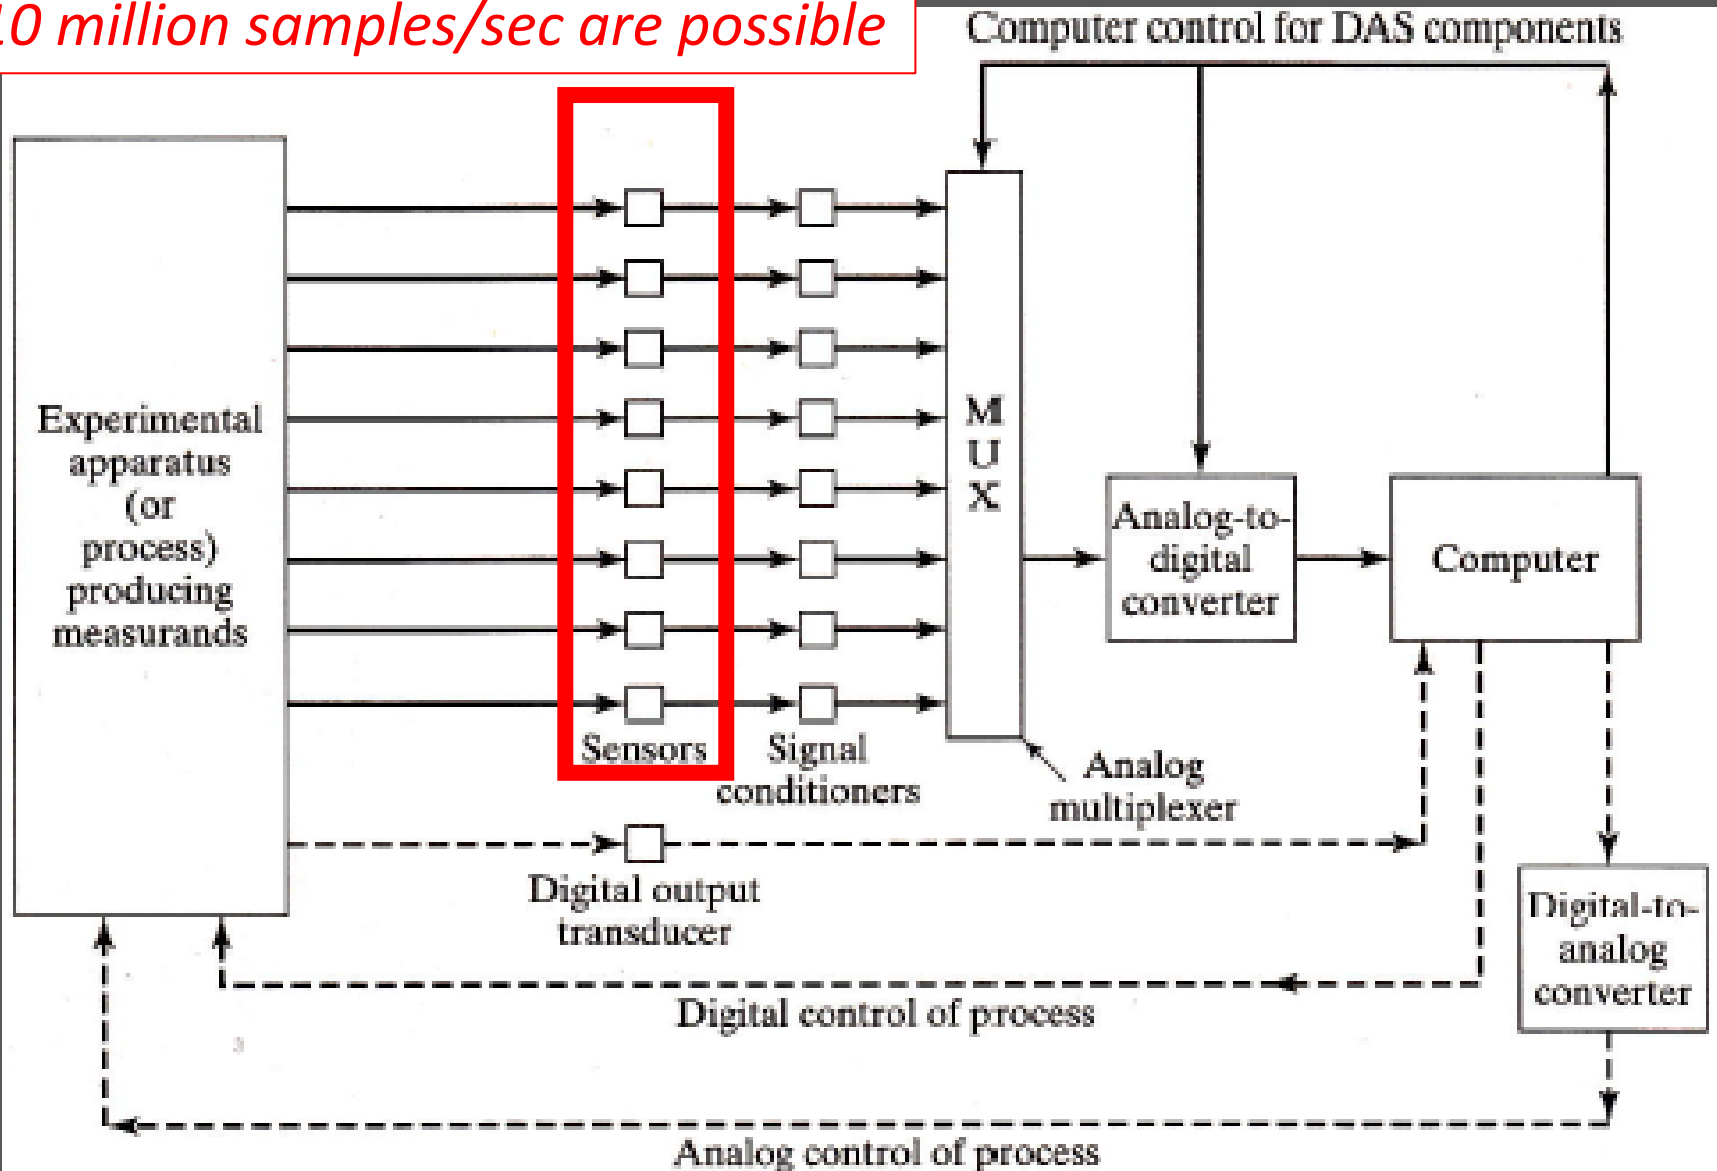 10 million samples/sec are possible
Computer control for DAS components
Experimental
apparatus
(or
process)
producing
measurands
M
U
X
Analog-to-
digital
converter
Computer
Sensors
Signal
conditioners
Analog
multiplexer
Digital output
transducer
Digital-to-
analog
converter
Digital control of process
Analog control of process